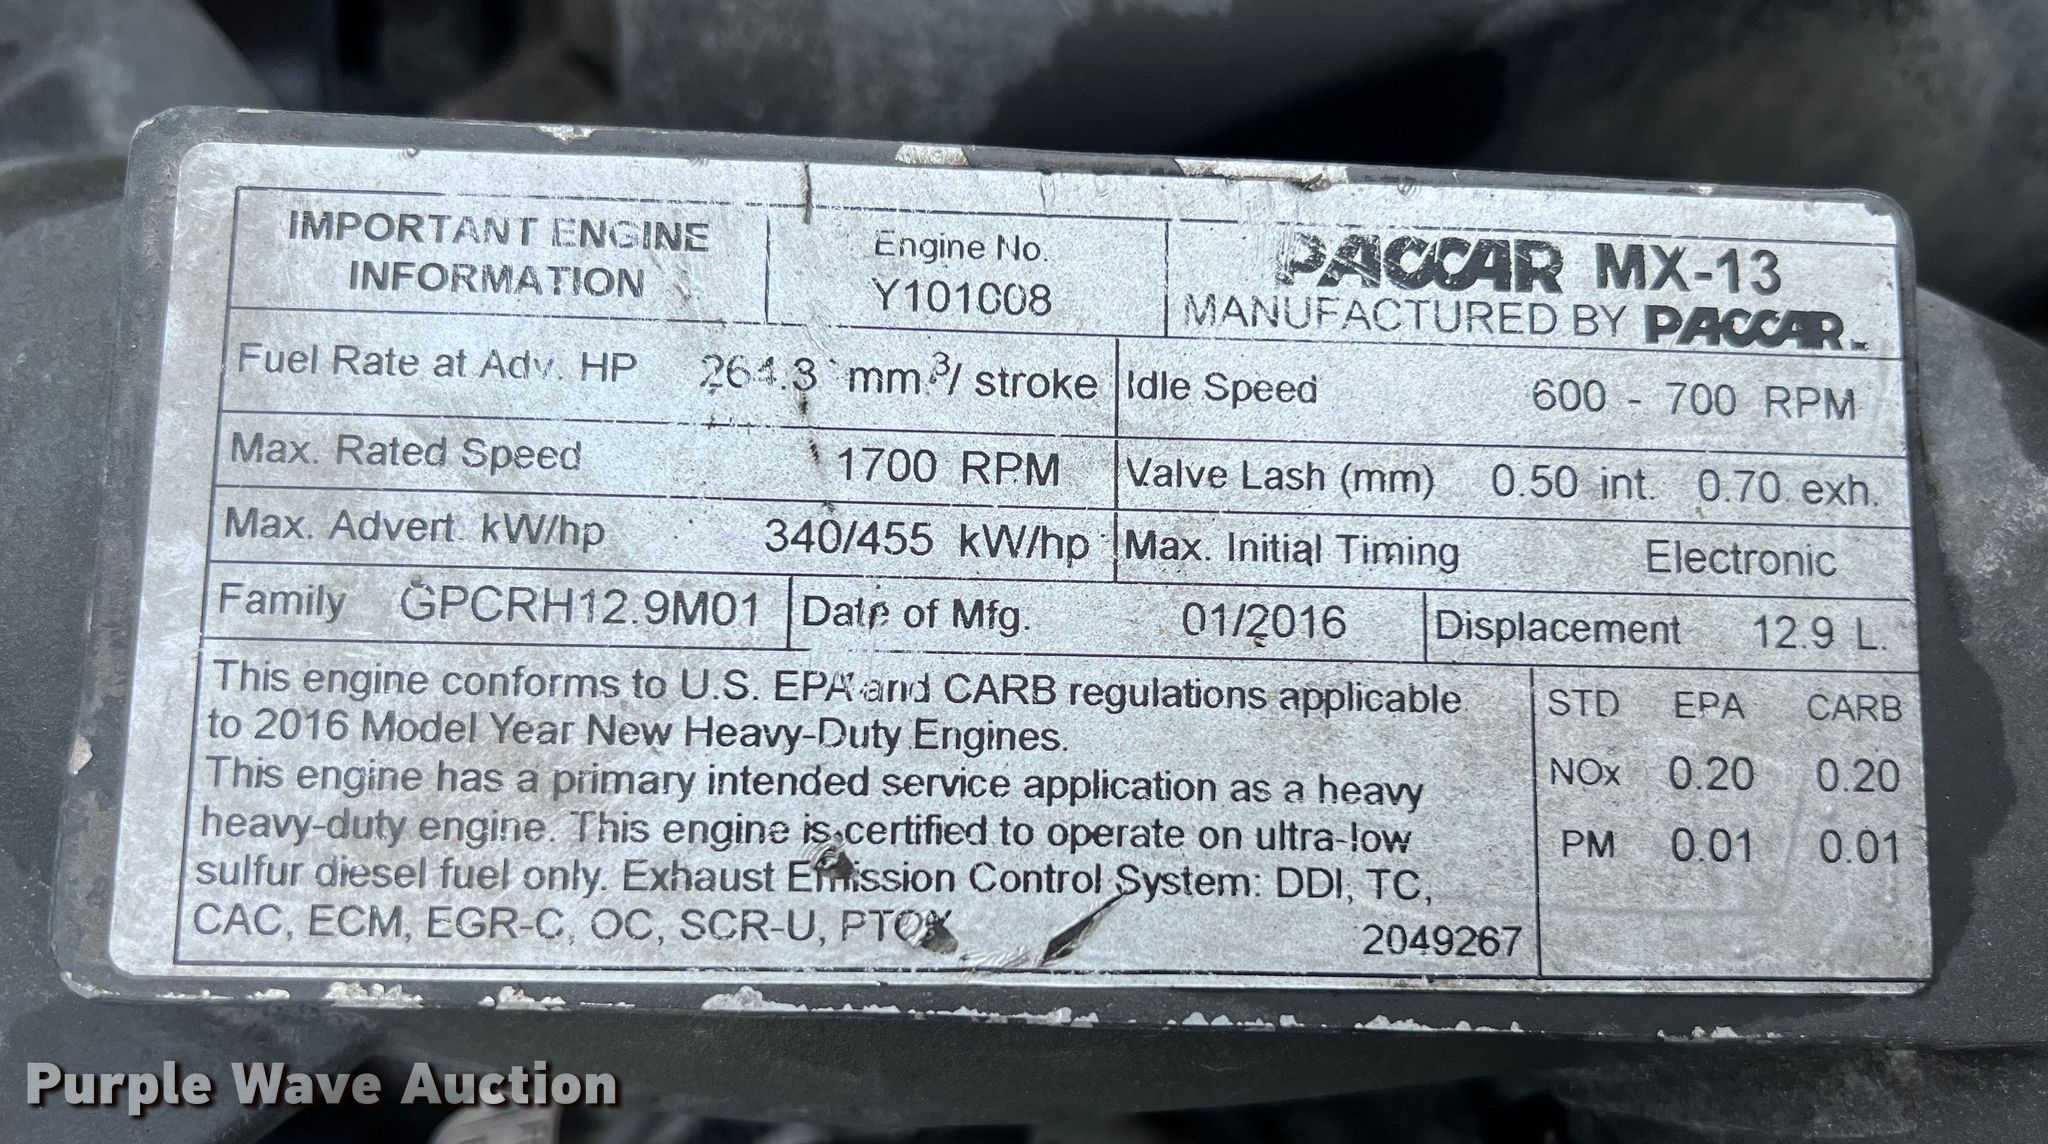 IMPORTANT ENGINE
INFORMATION
Engine No.
Y101008
PACCAR MX-13
MANUFACTURED BY PACCAR
Fuel Rate at Adv. HP 264.3 mm.³/ stroke
Idle Speed 600 - 700 RPM
Max. Rated Speed 1700 RPM
Valve Lash (mm) 0.50 int. 0.70 exh.
Max. Advert. kW/hp 340/455 kW/hp
Max. Initial Timing Electronic
Family GPCRH12.9M01
Date of Mfg. 01/2016
Displacement 12.9 L.
This engine conforms to U.S. EPA and CARB regulations applicable
to 2016 Model Year New Heavy-Duty Engines.
This engine has a primary intended service application as a heavy
heavy-duty engine. This engine is certified to operate on ultra-low
sulfur diesel fuel only. Exhaust Emission Control System: DDI, TC,
CAC, ECM, EGR-C, OC, SCR-U, PTOX
2049267
STD EPA CARB
NOx 0.20 0.20
PM 0.01 0.01
Purple Wave Auction